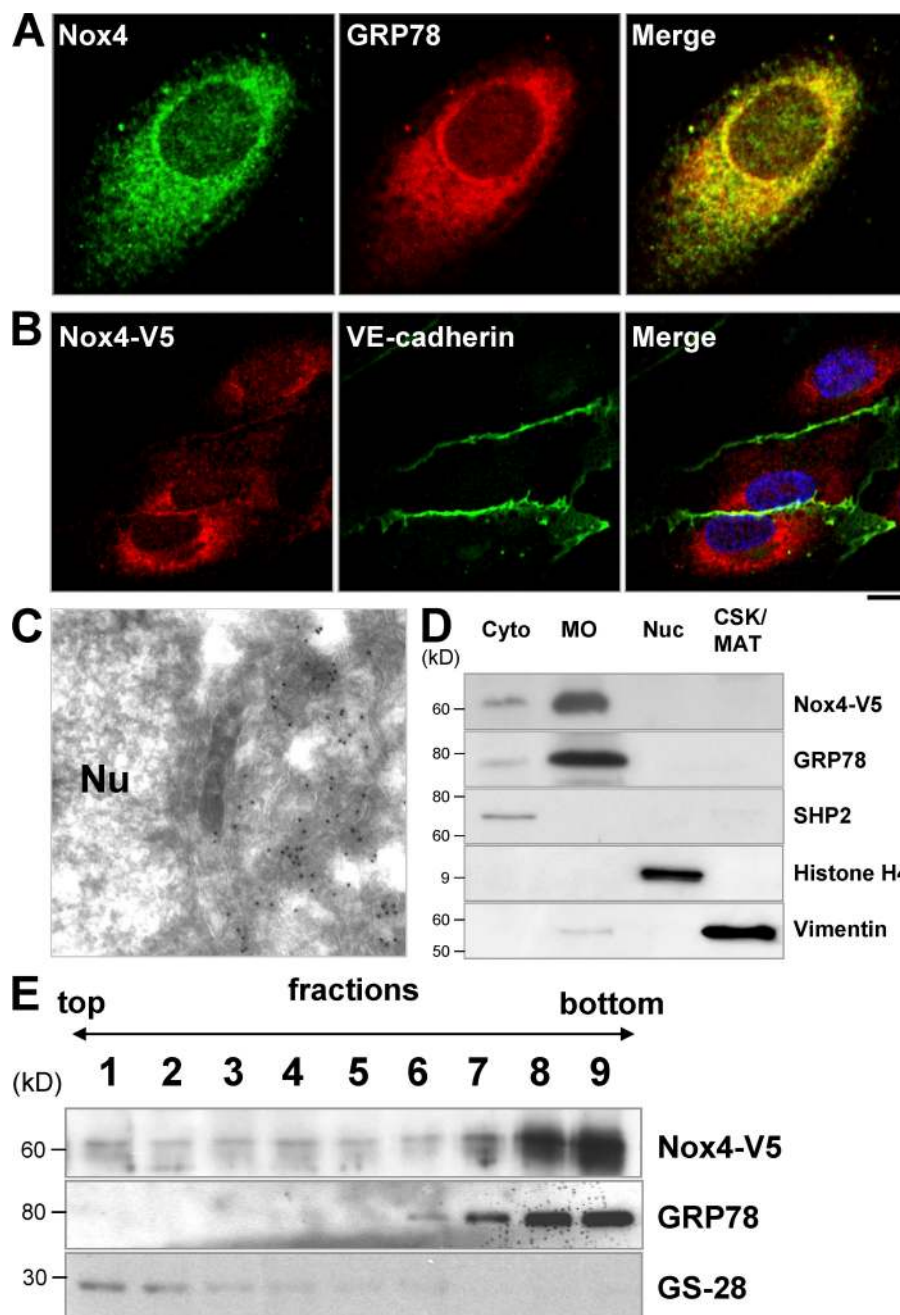 A
Nox4 GRP78 Merge
B
Nox4-V5 VE-cadherin Merge
C
Nu
D
Cyto MO Nuc CSK/
(kD) MAT
60 Nox4-V5
80 GRP78
80
60 SHP2
9 Histone H4
60
50 Vimentin
E
top fractions bottom
(kD) 1 2 3 4 5 6 7 8 9
60 Nox4-V5
80 GRP78
30 GS-28